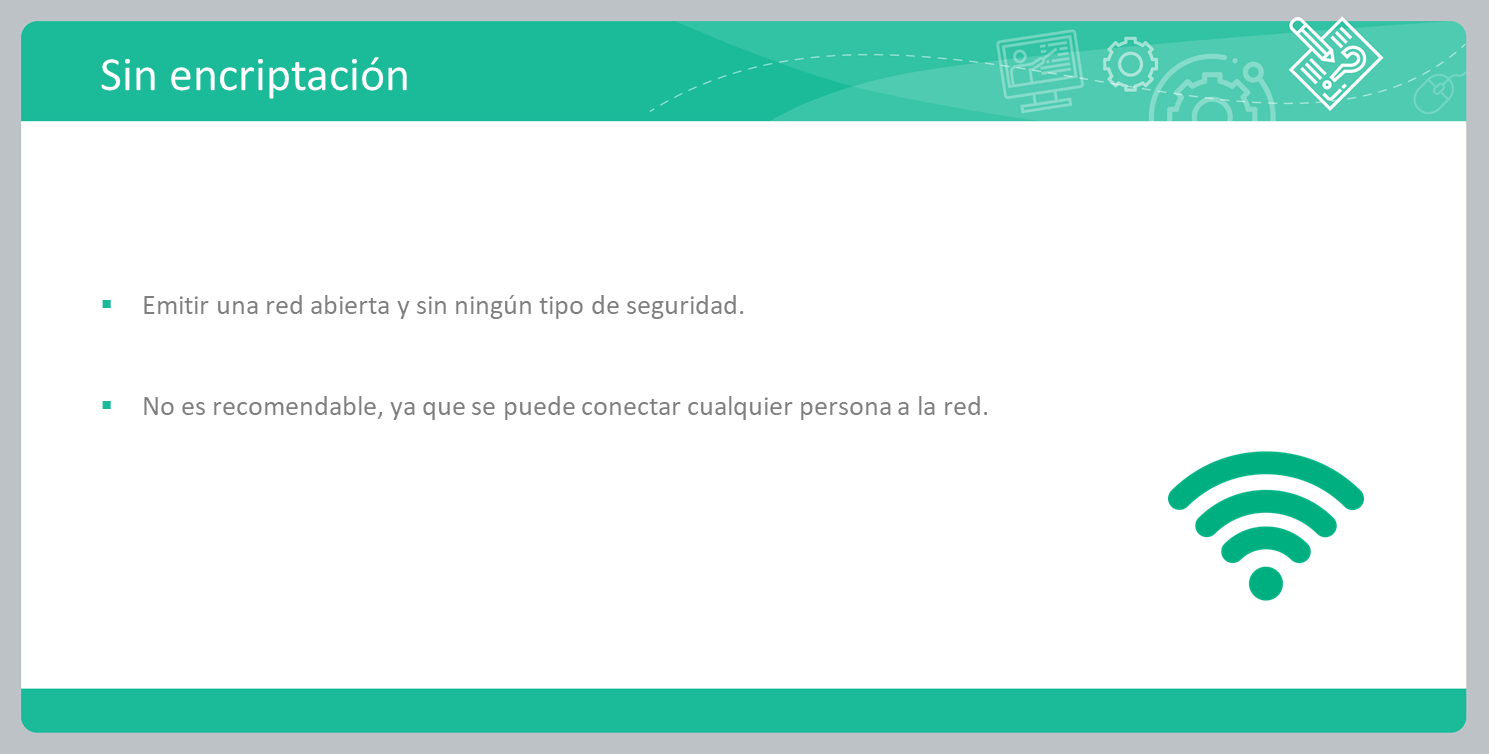 Sin encriptación
Emitir una red abierta y sin ningún tipo de seguridad.
No es recomendable, ya que se puede conectar cualquier persona a la red.